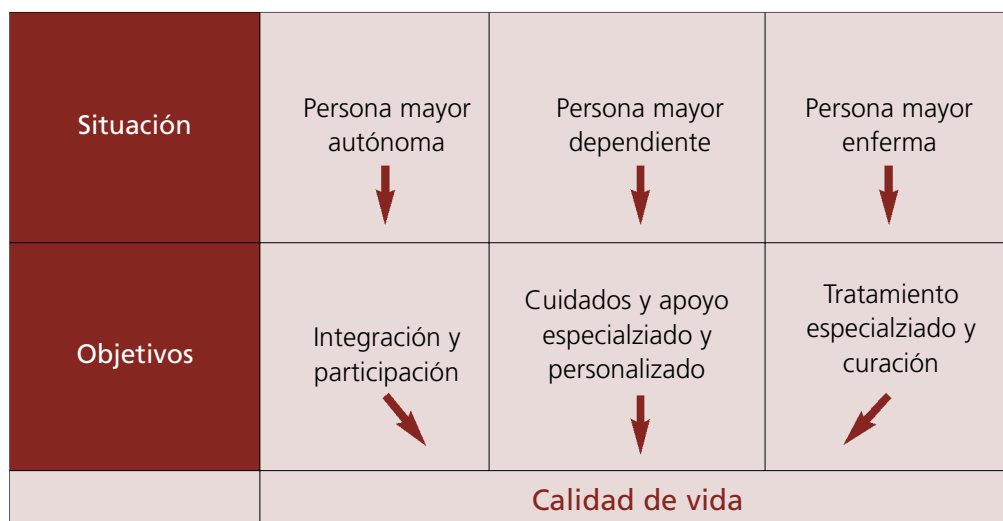 Situación
Persona mayor
autónoma
Persona mayor
dependiente
Persona mayor
enferma
Objetivos
Integración y
participación
Cuidados y apoyo
especialziado y
personalizado
Tratamiento
especialziado y
curación
Calidad de vida